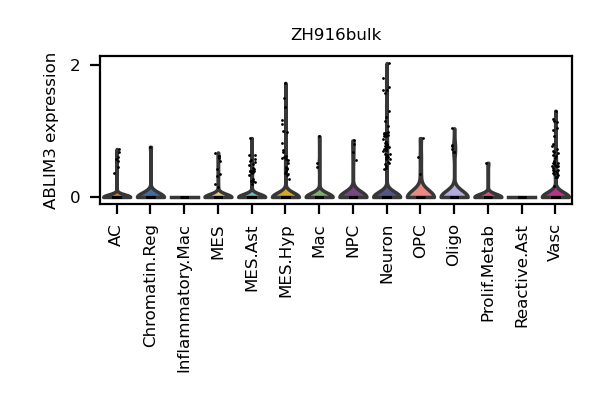 ZH916bulk
ABLIM3 expression
2
0
AC
Chromatin.Reg
Inflammatory.Mac
MES
MES.Ast
MES.Hyp
Mac
NPC
Neuron
OPC
Oligo
Prolif.Metab
Reactive.Ast
Vasc